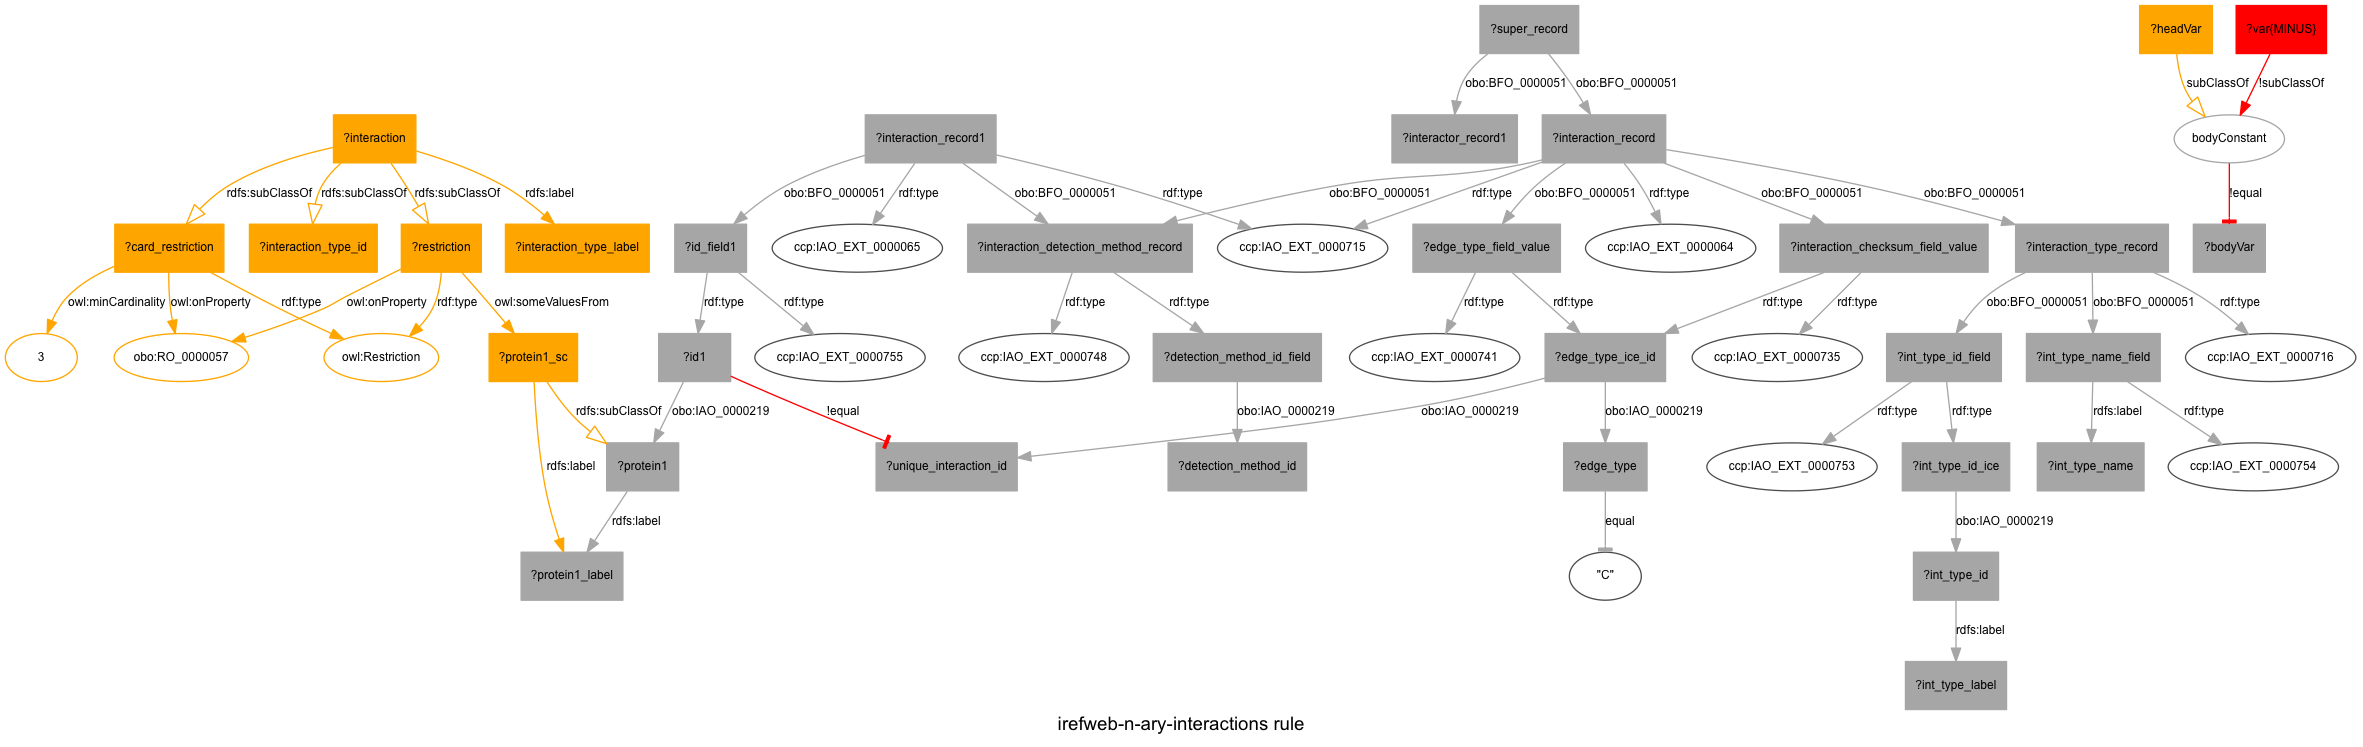 ?super_record
?headVar
?var{MINUS}
obo:BFO_0000051
obo:BFO_0000051
subClassOf
!subClassOf
?interaction
?interaction_record1
?interactor_record1
?interaction_record
bodyConstant
rdfs:subClassOf
rdfs:subClassOf
rdfs:subClassOf
rdfs:label
obo:BFO_0000051
rdf:type
obo:BFO_0000051
rdf:type
obo:BFO_0000051
rdf:type
obo:BFO_0000051
rdf:type
obo:BFO_0000051
obo:BFO_0000051
!equal
?card_restriction
?interaction_type_id
?restriction
?interaction_type_label
?id_field1
ccp:IAO_EXT_0000065
?interaction_detection_method_record
ccp:IAO_EXT_0000715
?edge_type_field_value
ccp:IAO_EXT_0000064
?interaction_checksum_field_value
?interaction_type_record
?bodyVar
owl:minCardinality
owl:onProperty
rdf:type
owl:onProperty
rdf:type
owl:someValuesFrom
rdf:type
rdf:type
rdf:type
rdf:type
rdf:type
rdf:type
rdf:type
rdf:type
obo:BFO_0000051
obo:BFO_0000051
rdf:type
3
obo:RO_0000057
owl:Restriction
?protein1_sc
?id1
ccp:IAO_EXT_0000755
ccp:IAO_EXT_0000748
?detection_method_id_field
ccp:IAO_EXT_0000741
?edge_type_ice_id
ccp:IAO_EXT_0000735
?int_type_id_field
?int_type_name_field
ccp:IAO_EXT_0000716
rdfs:subClassOf
obo:IAO_0000219
!equal
obo:IAO_0000219
obo:IAO_0000219
obo:IAO_0000219
rdf:type
rdf:type
rdfs:label
rdf:type
rdfs:label
?protein1
?unique_interaction_id
?detection_method_id
?edge_type
ccp:IAO_EXT_0000753
?int_type_id_ice
?int_type_name
ccp:IAO_EXT_0000754
rdfs:label
equal
obo:IAO_0000219
?protein1_label
"C"
?int_type_id
rdfs:label
?int_type_label
irefweb-n-ary-interactions rule